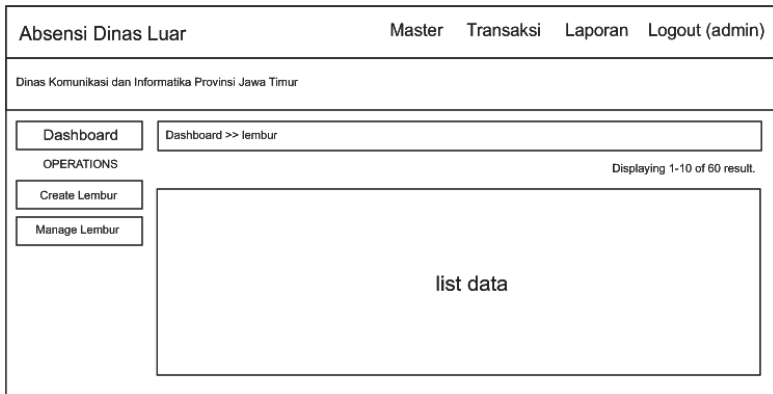 Absensi Dinas Luar Master Transaksi Laporan Logout (admin)
Dinas Komunikasi dan Informatika Provinsi Jawa Timur
Dashboard Dashboard >> lembur
OPERATIONS Displaying 1-10 of 60 result.
Create Lembur
Manage Lembur
list data